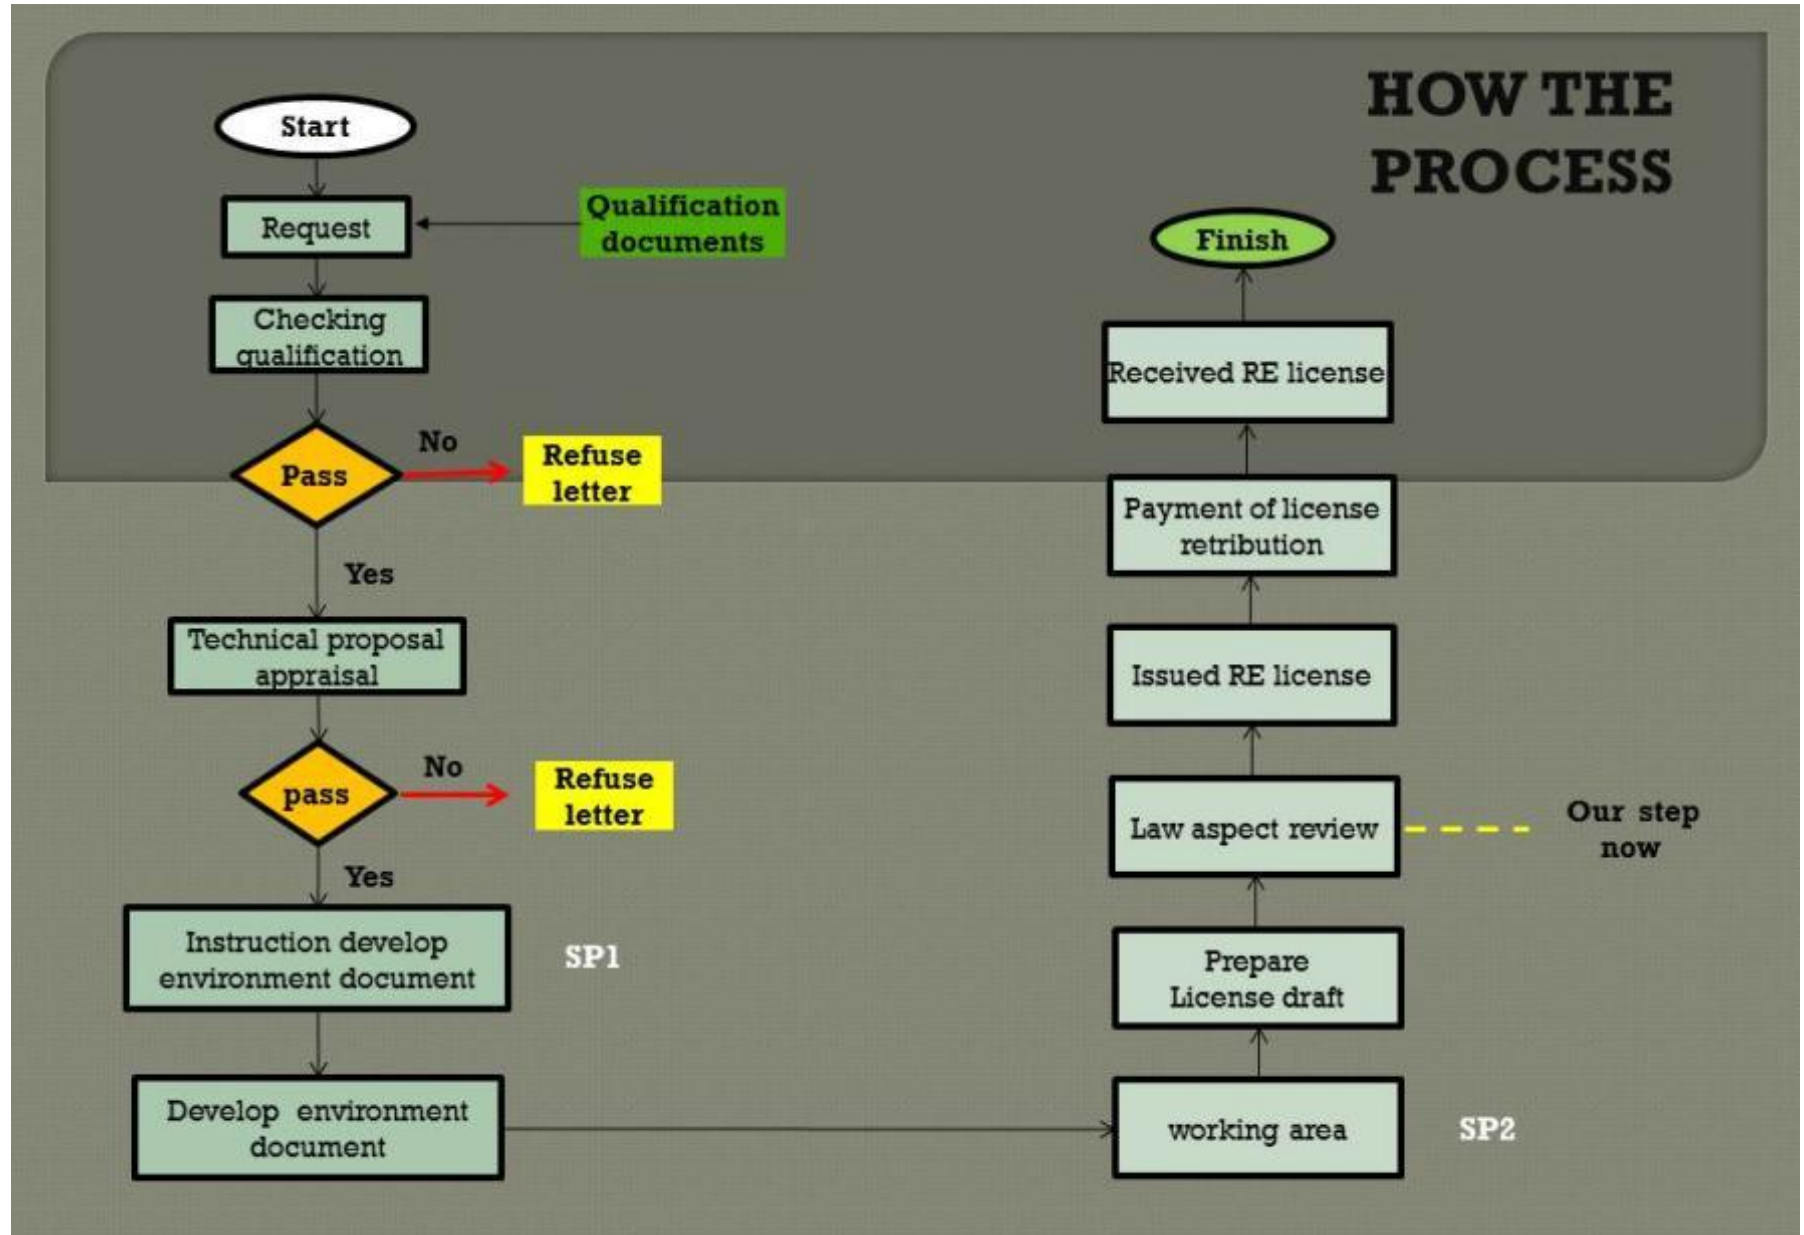 HOW THE
PROCESS
Start
Request
Qualification
documents
Checking
qualification
Pass
No
Refuse
letter
Yes
Technical proposal
appraisal
pass
No
Refuse
letter
Yes
Instruction develop
environment document
SP1
Develop environment
document
working area
SP2
Prepare
License draft
Law aspect review
Our step
now
Issued RE license
Payment of license
retribution
Received RE license
Finish